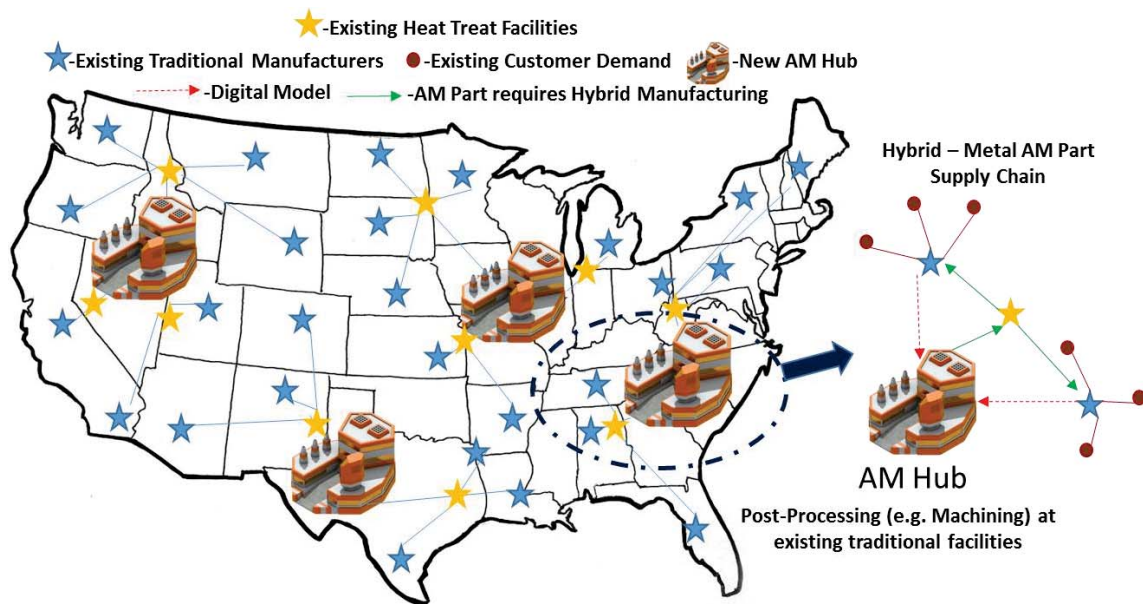 -Existing Heat Treat Facilities
-Existing Traditional Manufacturers -Existing Customer Demand -New AM Hub
-Digital Model -AM Part requires Hybrid Manufacturing
Hybrid – Metal AM Part
Supply Chain
AM Hub
Post-Processing (e.g. Machining) at
existing traditional facilities